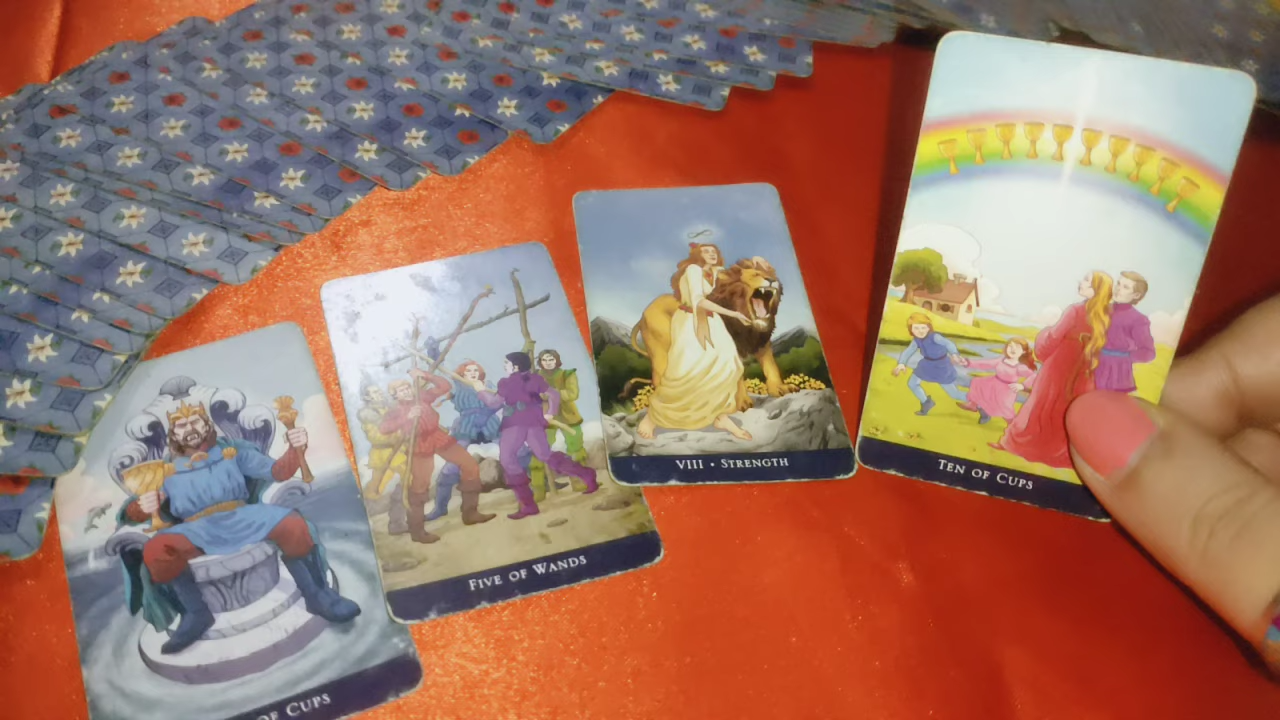 OF CUPS
FIVE OF WANDS
VIII • STRENGTH
TEN OF CUPS